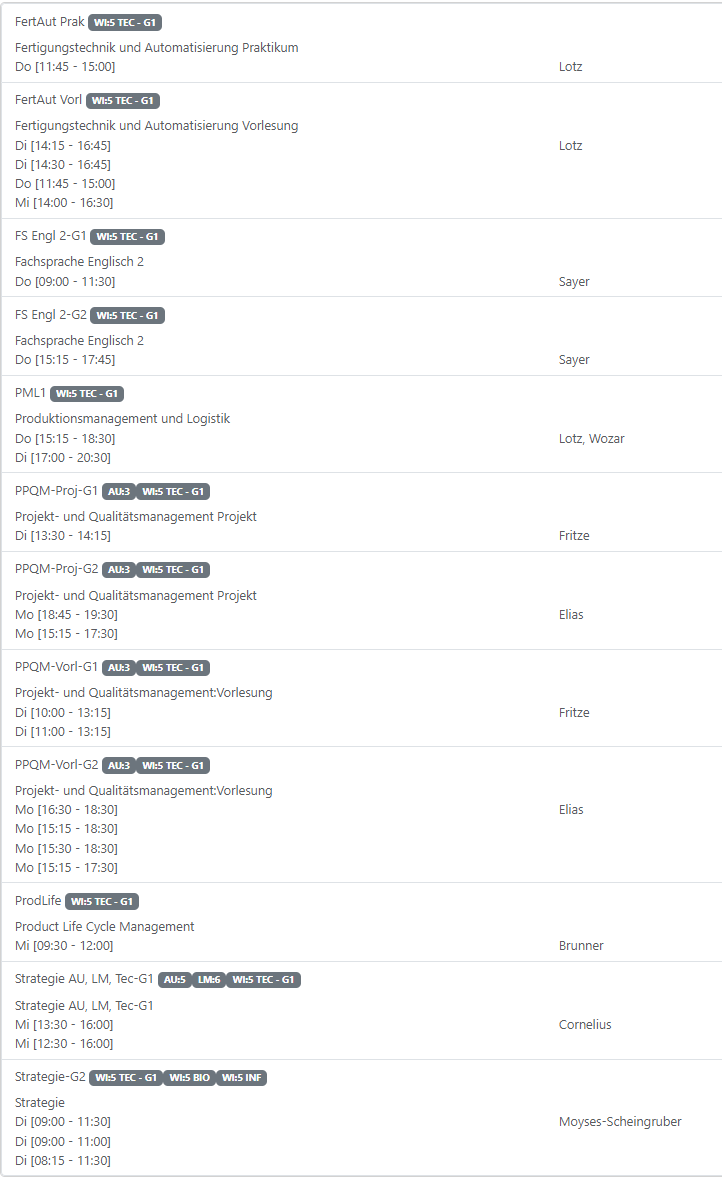 FertAut Prak WI:5 TEC - G1
Fertigungstechnik und Automatisierung Praktikum
Do [11:45 - 15:00] Lotz
FertAut Vorl WI:5 TEC - G1
Fertigungstechnik und Automatisierung Vorlesung
Di [14:15 - 16:45] Lotz
Di [14:30 - 16:45]
Do [11:45 - 15:00]
Mi [14:00 - 16:30]
FS Engl 2-G1 WI:5 TEC - G1
Fachsprache Englisch 2
Do [09:00 - 11:30] Sayer
FS Engl 2-G2 WI:5 TEC - G1
Fachsprache Englisch 2
Do [15:15 - 17:45] Sayer
PML1 WI:5 TEC - G1
Produktionsmanagement und Logistik
Do [15:15 - 18:30] Lotz, Wozar
Di [17:00 - 20:30]
PPQM-Proj-G1 AU:3 WI:5 TEC - G1
Projekt- und Qualitätsmanagement Projekt
Di [13:30 - 14:15] Fritze
PPQM-Proj-G2 AU:3 WI:5 TEC - G1
Projekt- und Qualitätsmanagement Projekt
Mo [18:45 - 19:30] Elias
Mo [15:15 - 17:30]
PPQM-Vorl-G1 AU:3 WI:5 TEC - G1
Projekt- und Qualitätsmanagement:Vorlesung
Di [10:00 - 13:15] Fritze
Di [11:00 - 13:15]
PPQM-Vorl-G2 AU:3 WI:5 TEC - G1
Projekt- und Qualitätsmanagement:Vorlesung
Mo [16:30 - 18:30] Elias
Mo [15:15 - 18:30]
Mo [15:30 - 18:30]
Mo [15:15 - 17:30]
ProdLife WI:5 TEC - G1
Product Life Cycle Management
Mi [09:30 - 12:00] Brunner
Strategie AU, LM, Tec-G1 AU:5 LM:6 WI:5 TEC - G1
Strategie AU, LM, Tec-G1
Mi [13:30 - 16:00] Cornelius
Mi [12:30 - 16:00]
Strategie-G2 WI:5 TEC - G1 WI:5 BIO WI:5 INF
Strategie
Di [09:00 - 11:30] Moyses-Scheingruber
Di [09:00 - 11:00]
Di [08:15 - 11:30]